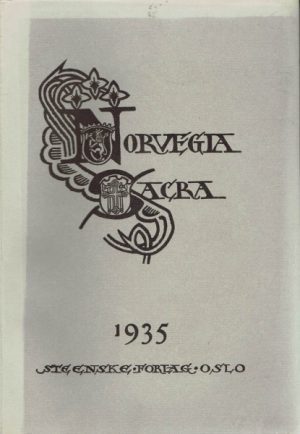 NORVEGIA
SACRA
1935
STEENSKE·FORLAG·OSLO